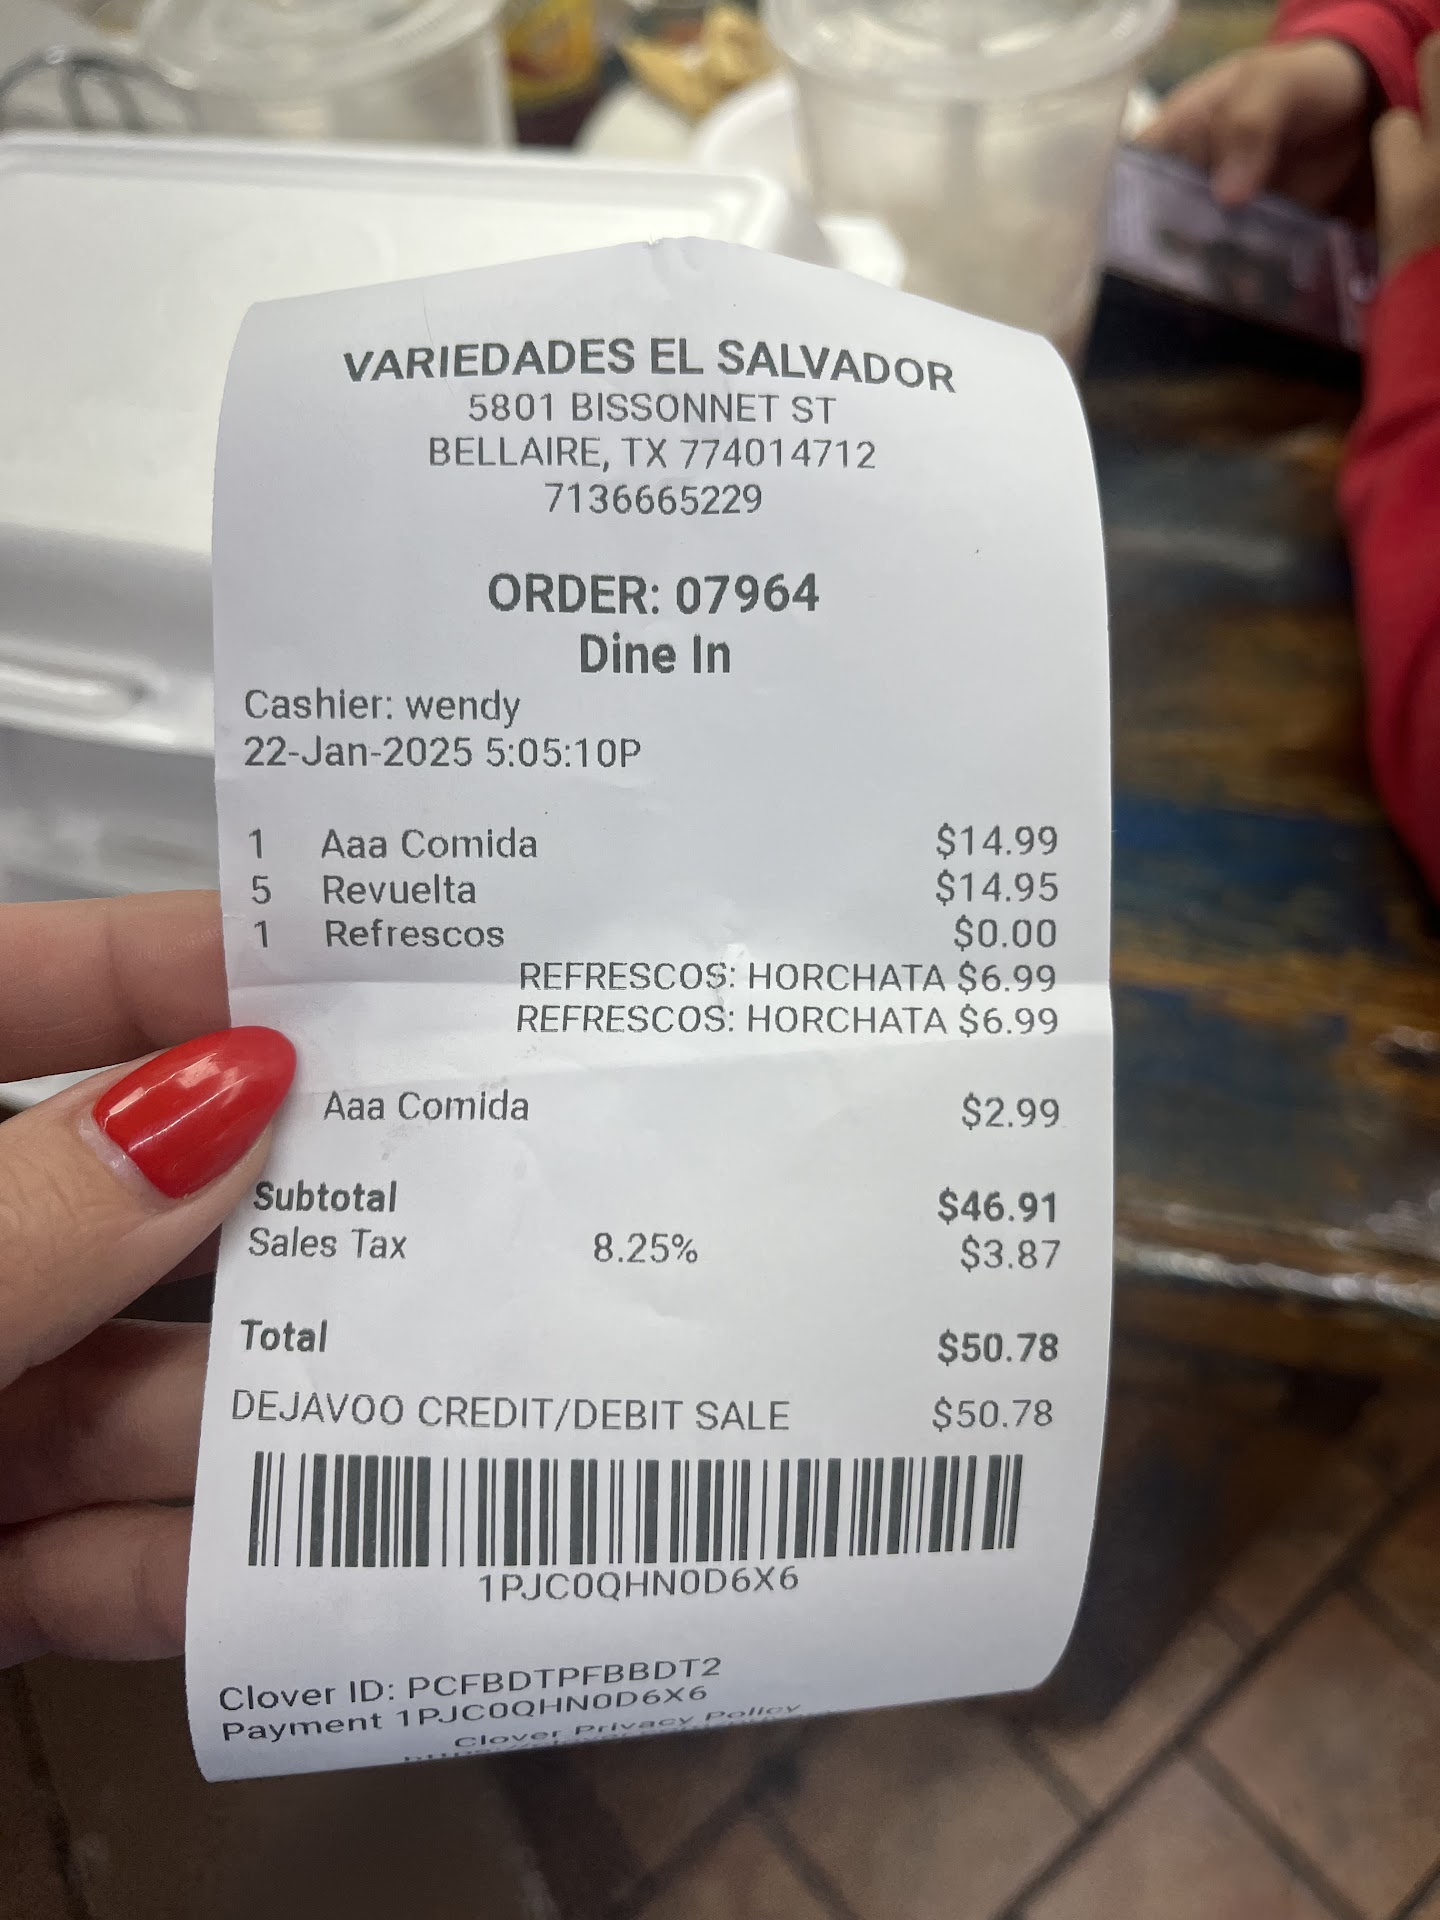 VARIEDADES EL SALVADOR
5801 BISSONNET ST
BELLAIRE, TX 774014712
7136665229
ORDER: 07964
Dine In
Cashier: wendy
22-Jan-2025 5:05:10P
1 Aaa Comida $14.99
5 Revuelta $14.95
1 Refrescos $0.00
REFRESCOS: HORCHATA $6.99
REFRESCOS: HORCHATA $6.99
Aaa Comida $2.99
Subtotal $46.91
Sales Tax 8.25% $3.87
Total $50.78
DEJAVOO CREDIT/DEBIT SALE $50.78
1PJC0QHN0D6X6
Clover ID: PCFBDTPFBBDT2
Payment 1PJC0QHN0D6X6
Clover Privacy Policy